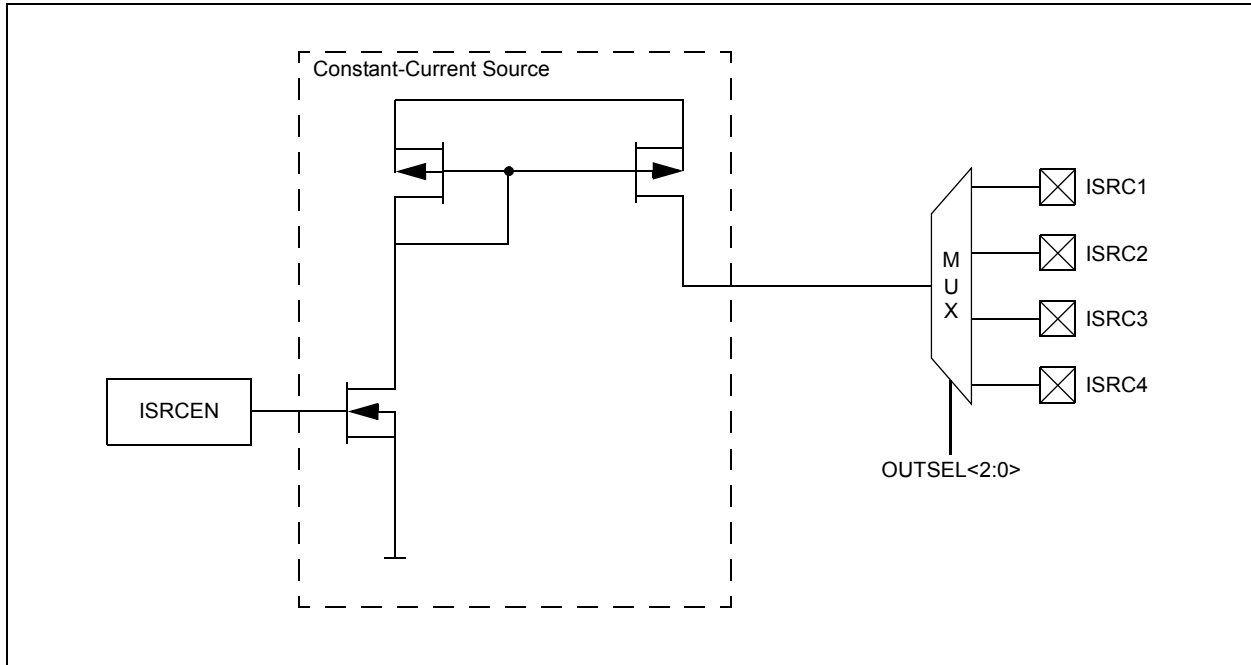 Constant-Current Source
ISRCEN
M
U
X
ISRC1
ISRC2
ISRC3
ISRC4
OUTSEL<2:0>